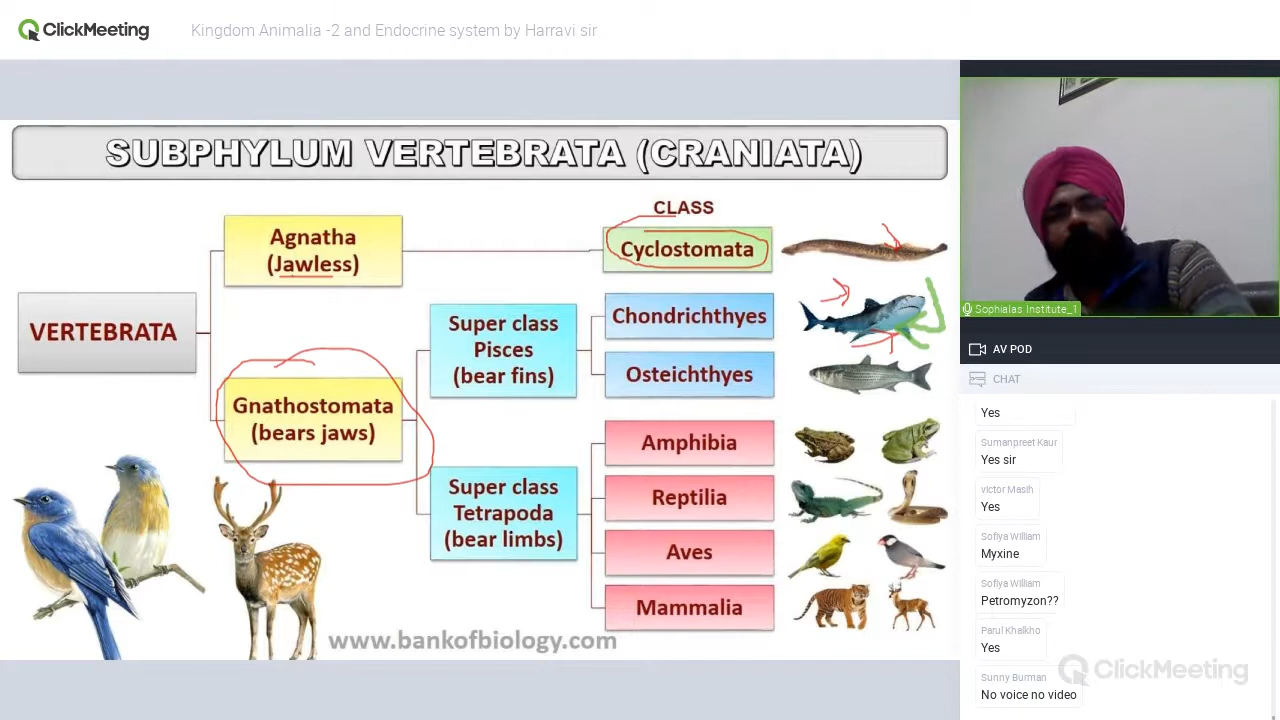 ClickMeeting
Kingdom Animalia -2 and Endocrine system by Harravi sir
SUBPHYLUM VERTEBRATA (CRANIATA)
CLASS
Agnatha
(Jawless)
Cyclostomata
VERTEBRATA
Super class
Pisces
(bear fins)
Chondrichthyes
Osteichthyes
Gnathostomata
(bears jaws)
Super class
Tetrapoda
(bear limbs)
Amphibia
Reptilia
Aves
Mammalia
www.bankofbiology.com
Sophialas Institute_1
AV POD
CHAT
Yes
Sumanpreet Kaur
Yes sir
victor Masih
Yes
Sofiya William
Myxine
Sofiya William
Petromyzon??
Parul Khalkho
Yes
Sunny Burman
No voice no video
ClickMeeting